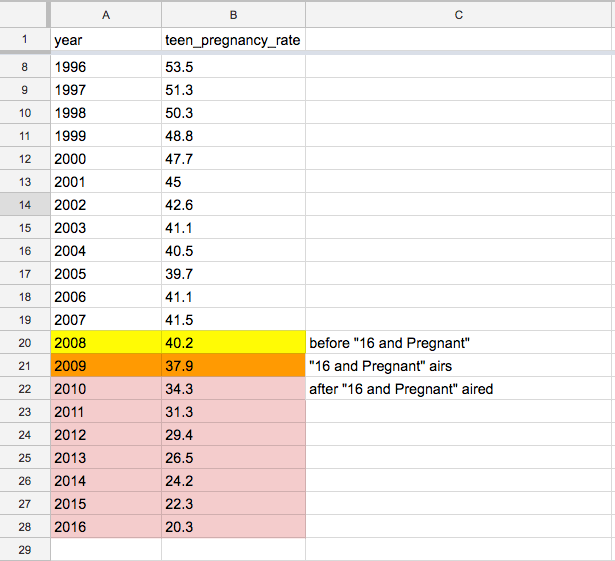 A B C
1 year teen_pregnancy_rate
8 1996 53.5
9 1997 51.3
10 1998 50.3
11 1999 48.8
12 2000 47.7
13 2001 45
14 2002 42.6
15 2003 41.1
16 2004 40.5
17 2005 39.7
18 2006 41.1
19 2007 41.5
20 2008 40.2 before "16 and Pregnant"
21 2009 37.9 "16 and Pregnant" airs
22 2010 34.3 after "16 and Pregnant" aired
23 2011 31.3
24 2012 29.4
25 2013 26.5
26 2014 24.2
27 2015 22.3
28 2016 20.3
29